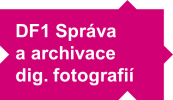 DF1 Správa
a archivace
dig. fotografií